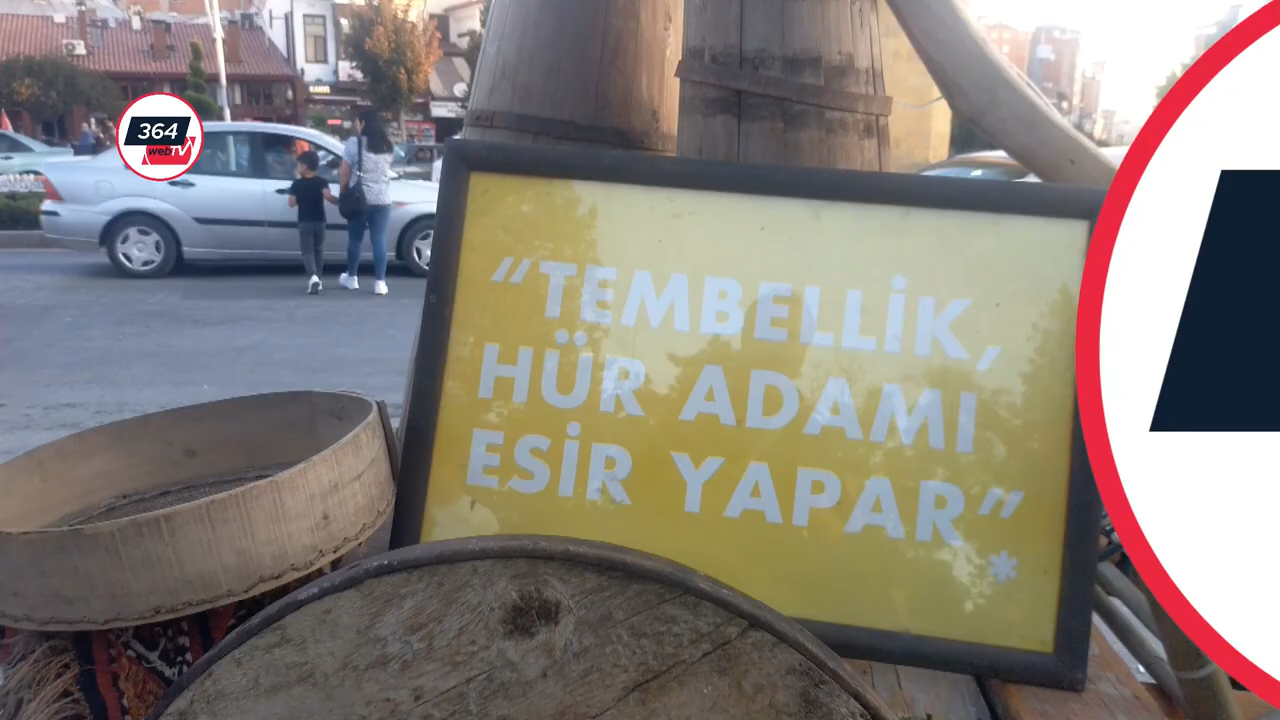 364
webTV
“TEMBELLİK,
HÜR ADAMI
ESİR YAPAR”
*